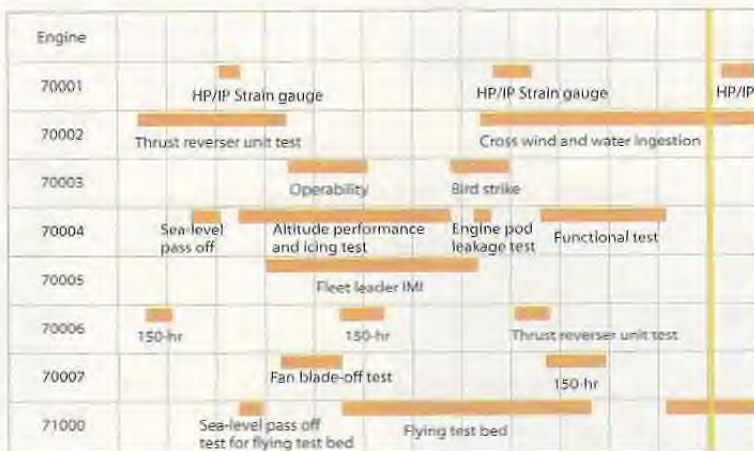 Engine
70001
HP/IP Strain gauge
HP/IP Strain gauge
HP/IP
70002
Thrust reverser unit test
Cross wind and water ingestion
70003
Operability
Bird strike
70004
Sea-level
pass off
Altitude performance
and icing test
Engine pod
leakage test
Functional test
70005
Fleet leader IMI
70006
150-hr
150-hr
Thrust reverser unit test
70007
Fan blade-off test
150-hr
71000
Sea-level pass off
test for flying test bed
Flying test bed